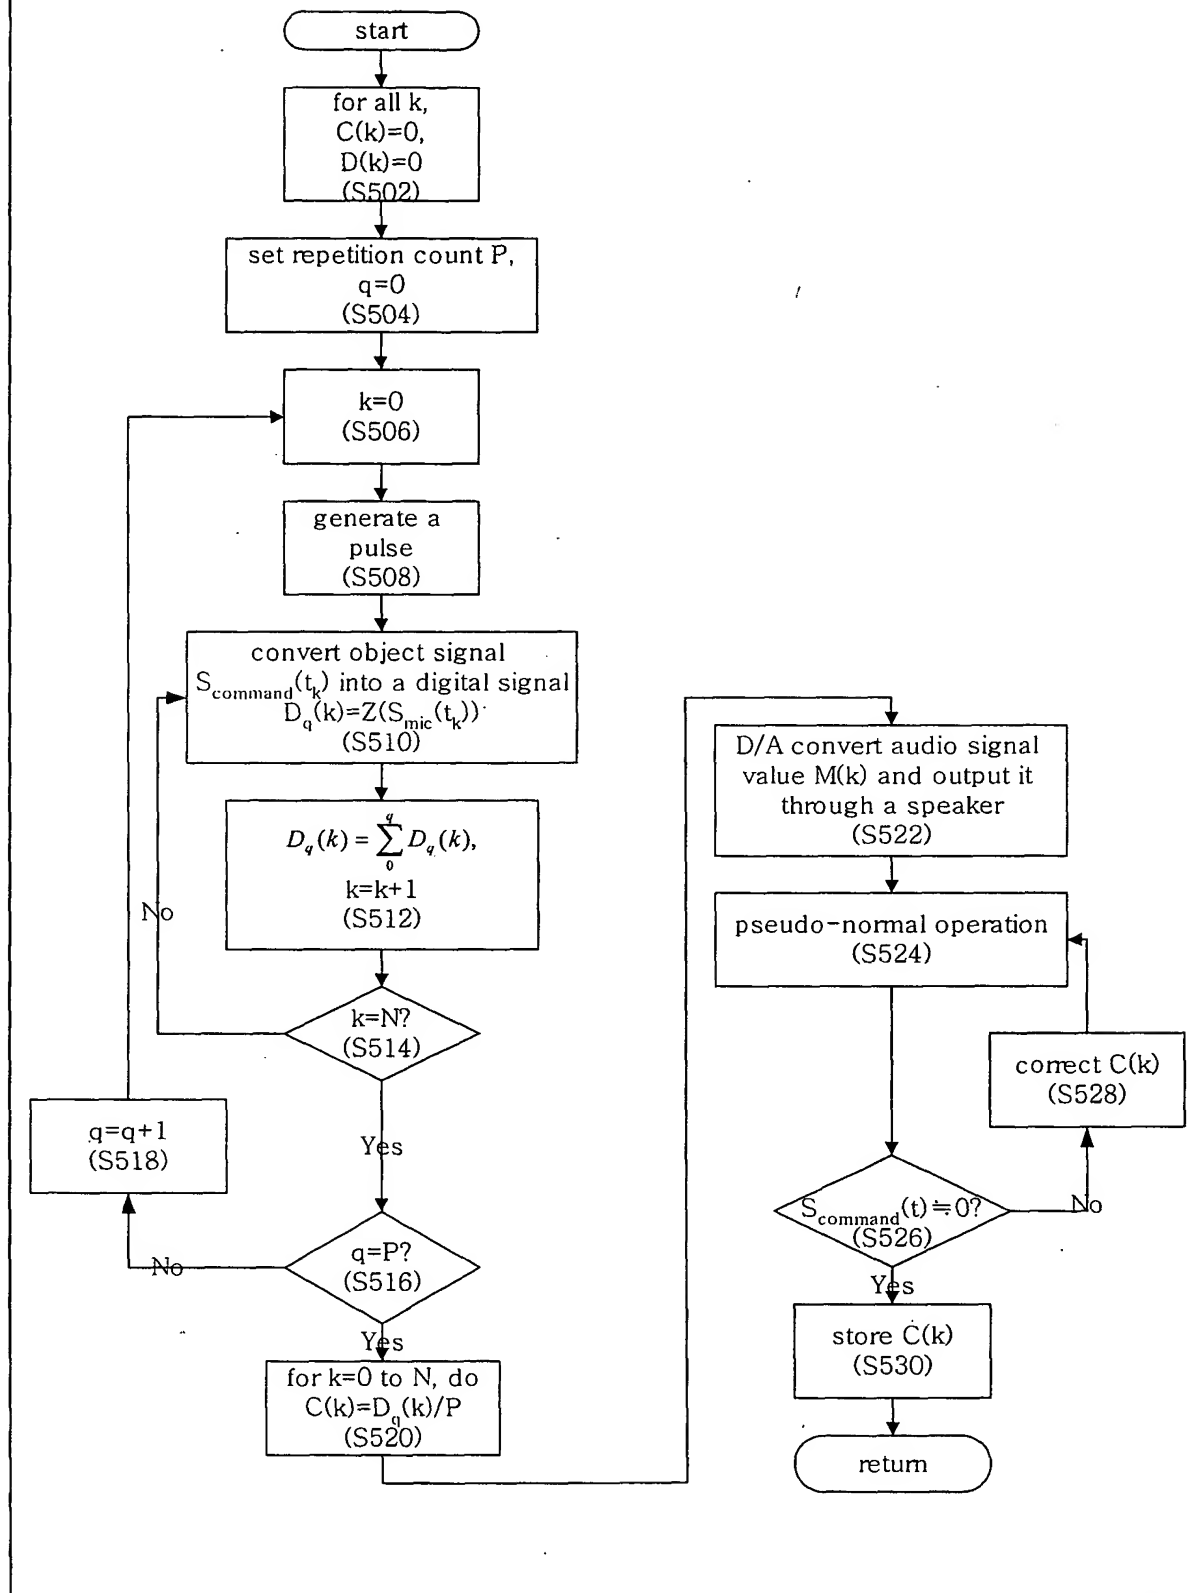 start
for all k,
C(k)=0,
D(k)=0
(S502)
set repetition count P,
q=0
(S504)
k=0
(S506)
generate a
pulse
(S508)
convert object signal
S_command(t_k) into a digital signal
D_q(k)=Z(S_mic(t_k))
(S510)
D_q(k) = \sum_0^q D_q(k),
k=k+1
(S512)
No
k=N?
(S514)
q=q+1
(S518)
Yes
q=P?
(S516)
No
Yes
for k=0 to N, do
C(k)=D_q(k)/P
(S520)
D/A convert audio signal
value M(k) and output it
through a speaker
(S522)
pseudo-normal operation
(S524)
correct C(k)
(S528)
S_command(t)≒0?
(S526)
No
Yes
store C(k)
(S530)
return